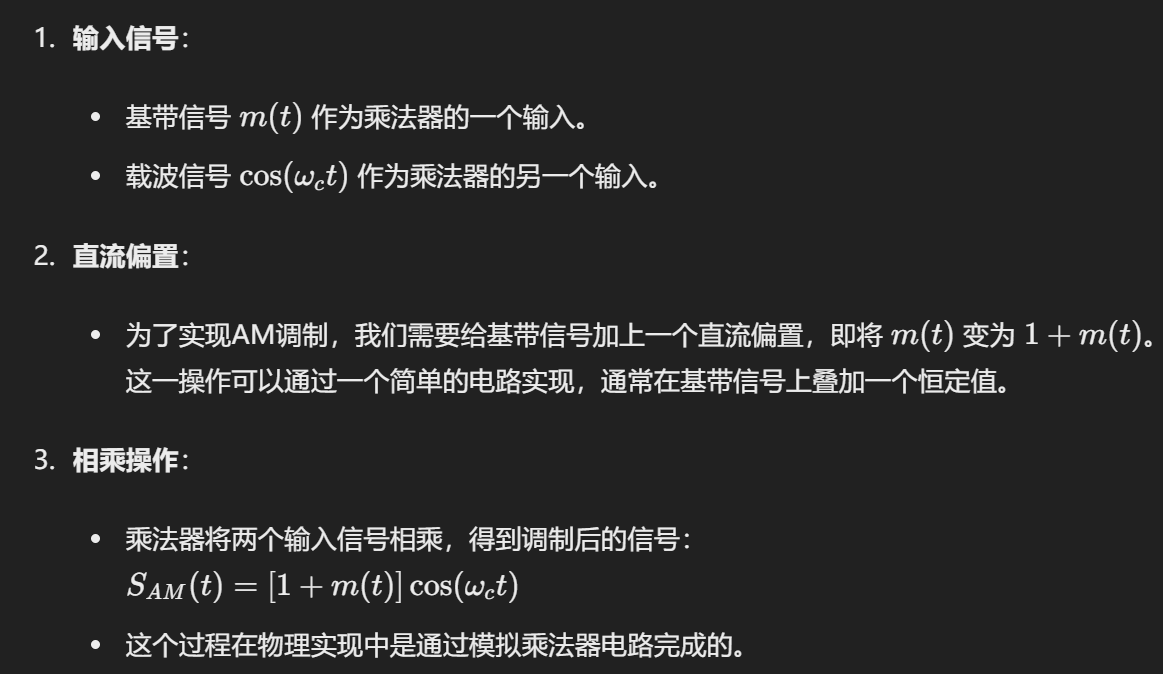 1. 输入信号：
• 基带信号 m(t) 作为乘法器的一个输入。
• 载波信号 cos(ω_c t) 作为乘法器的另一个输入。
2. 直流偏置：
• 为了实现AM调制，我们需要给基带信号加上一个直流偏置，即将 m(t) 变为 1 + m(t)。
这一操作可以通过一个简单的电路实现，通常在基带信号上叠加一个恒定值。
3. 相乘操作：
• 乘法器将两个输入信号相乘，得到调制后的信号：
S_AM(t) = [1 + m(t)] cos(ω_c t)
• 这个过程在物理实现中是通过模拟乘法器电路完成的。